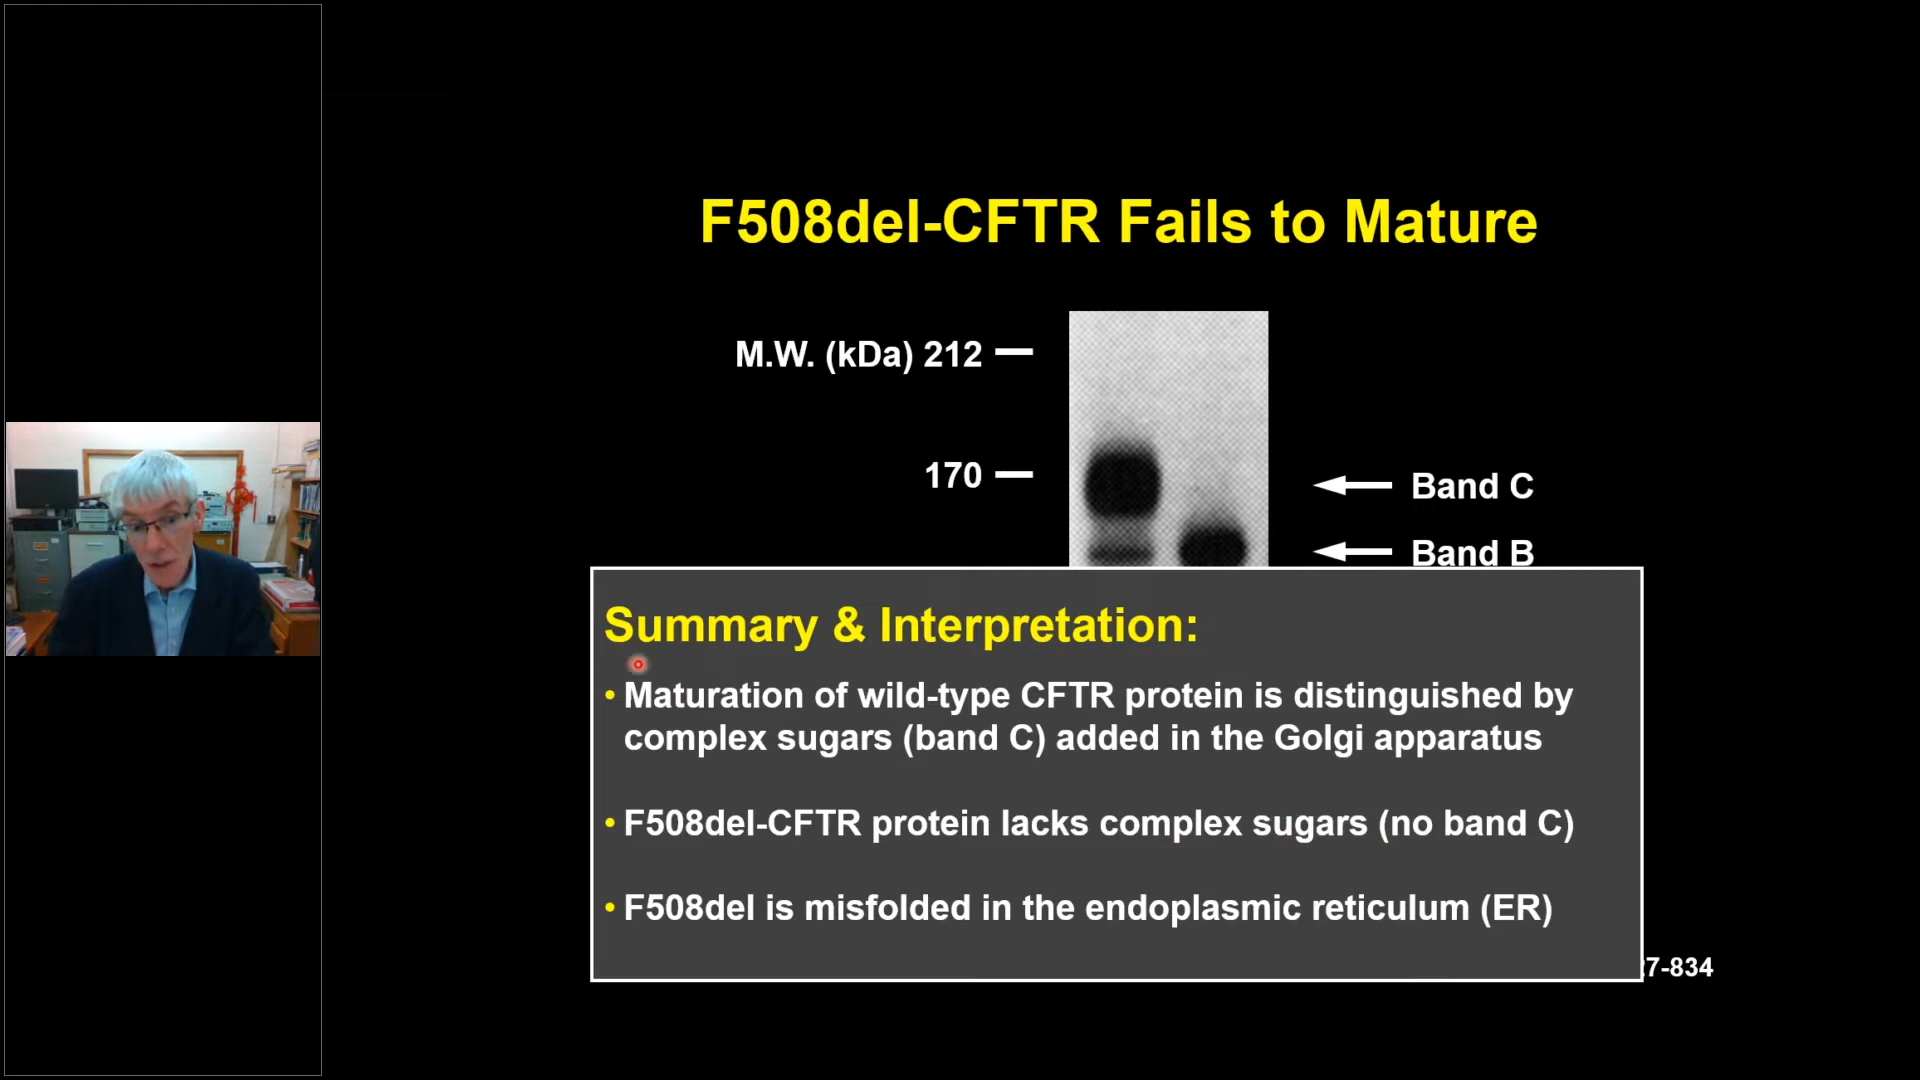 F508del-CFTR Fails to Mature
M.W. (kDa) 212
170
Band C
Band B
Summary & Interpretation:
• Maturation of wild-type CFTR protein is distinguished by
complex sugars (band C) added in the Golgi apparatus
• F508del-CFTR protein lacks complex sugars (no band C)
• F508del is misfolded in the endoplasmic reticulum (ER)
7-834